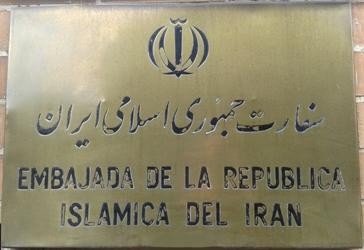 سفارت جمهوری اسلامی ایران
EMBAJADA DE LA REPUBLICA
ISLAMICA DEL IRAN